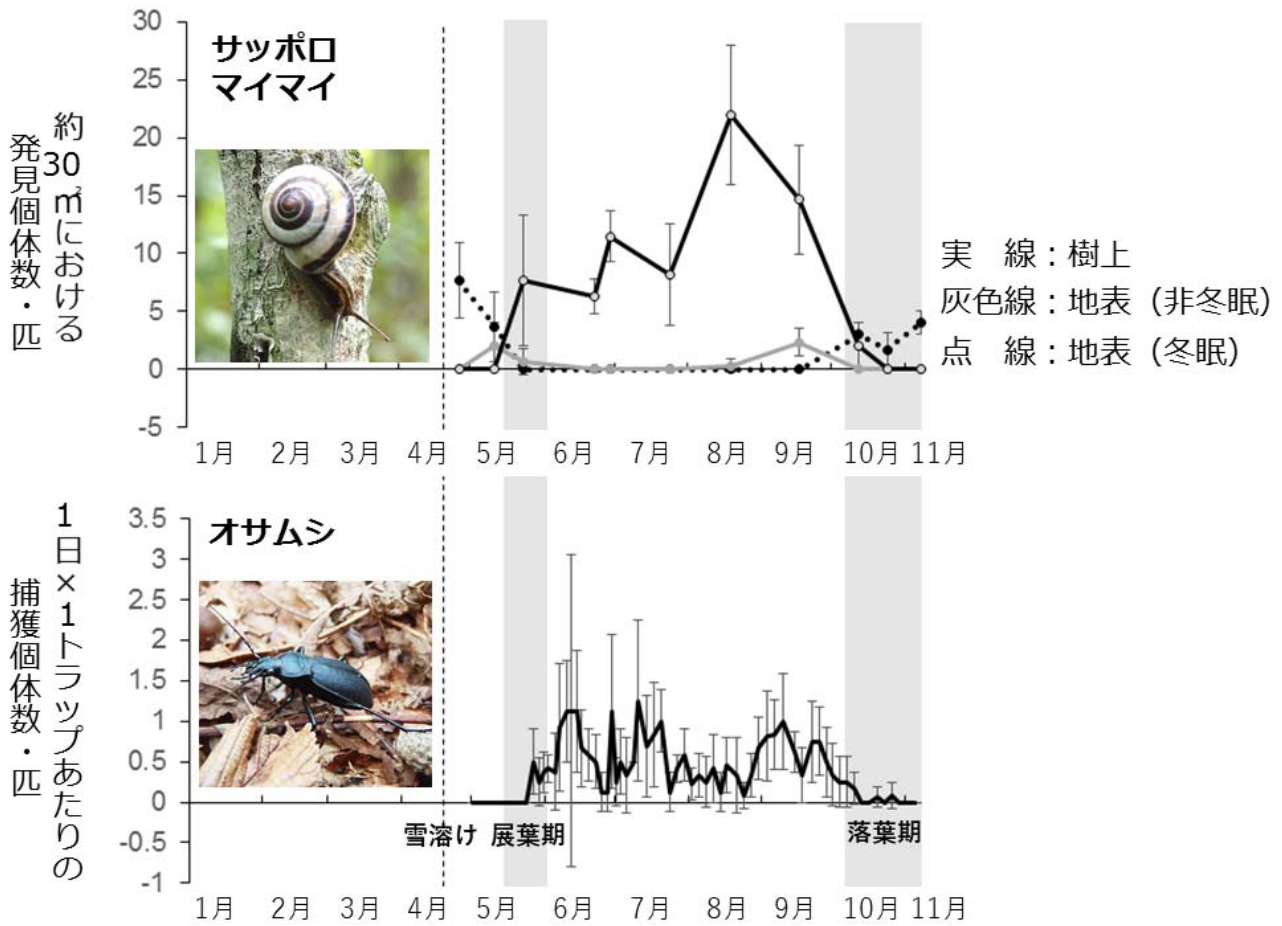 サッポロ
マイマイ
約30㎡における
発見個体数・匹
30
25
20
15
10
5
0
-5
1月 2月 3月 4月 5月 6月 7月 8月 9月 10月 11月
実　線：樹上
灰色線：地表（非冬眠）
点　線：地表（冬眠）
オサムシ
1日×1トラップあたりの
捕獲個体数・匹
3.5
3
2.5
2
1.5
1
0.5
0
-0.5
-1
雪溶け 展葉期 落葉期
1月 2月 3月 4月 5月 6月 7月 8月 9月 10月 11月